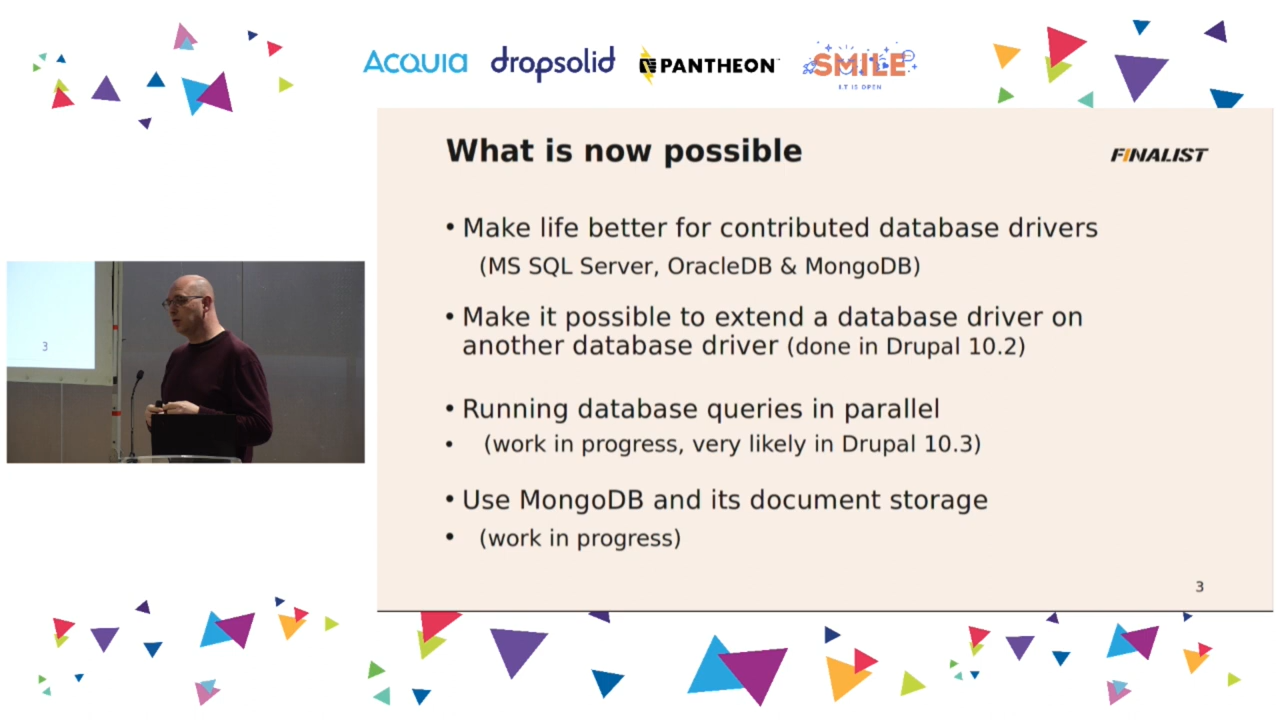 Acquia
dropsolid
PANTHEON
SMILE
I.T IS OPEN
What is now possible
FINALIST
• Make life better for contributed database drivers
(MS SQL Server, OracleDB & MongoDB)
• Make it possible to extend a database driver on
another database driver (done in Drupal 10.2)
• Running database queries in parallel
• (work in progress, very likely in Drupal 10.3)
• Use MongoDB and its document storage
• (work in progress)
3
3